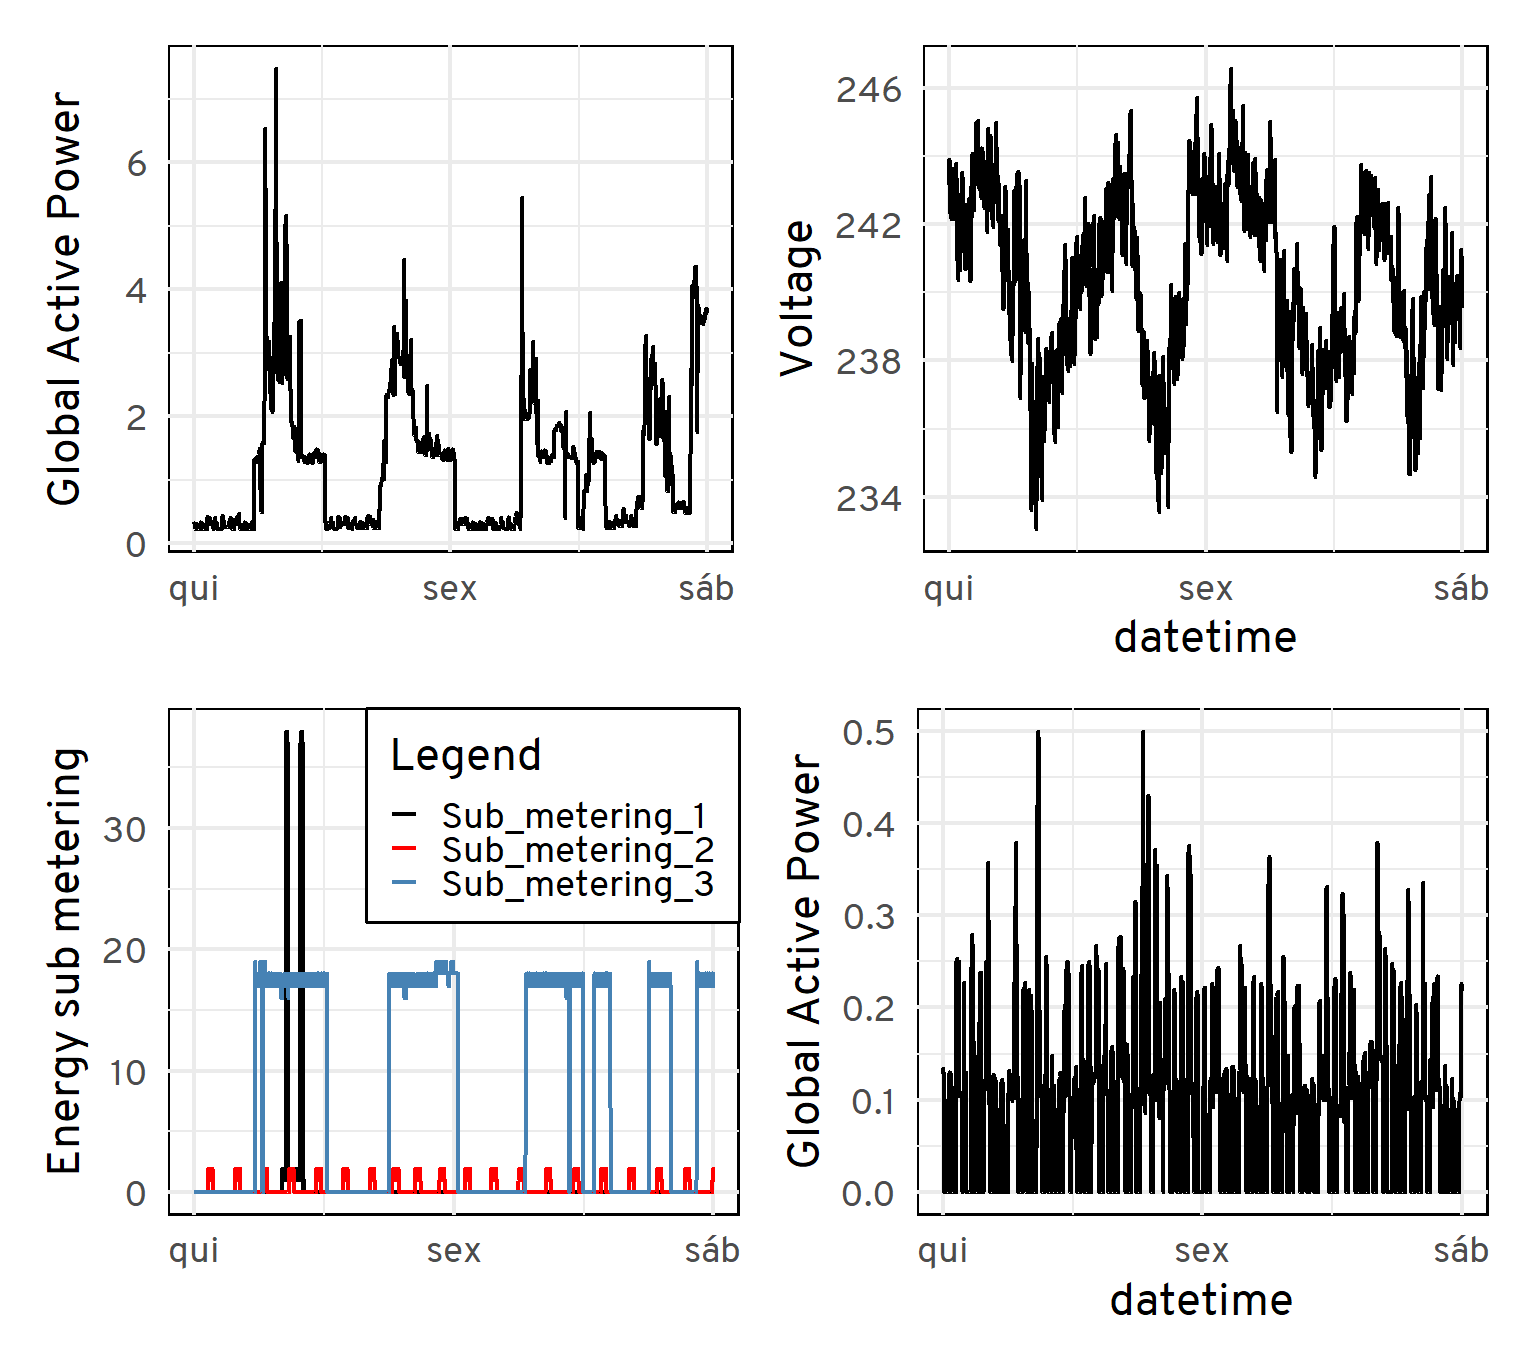 Global Active Power
6
4
2
0
qui sex sáb
Voltage
246
242
238
234
qui sex sáb
datetime
Energy sub metering
30
20
10
0
qui sex sáb
Legend
Sub_metering_1
Sub_metering_2
Sub_metering_3
Global Active Power
0.5
0.4
0.3
0.2
0.1
0.0
qui sex sáb
datetime